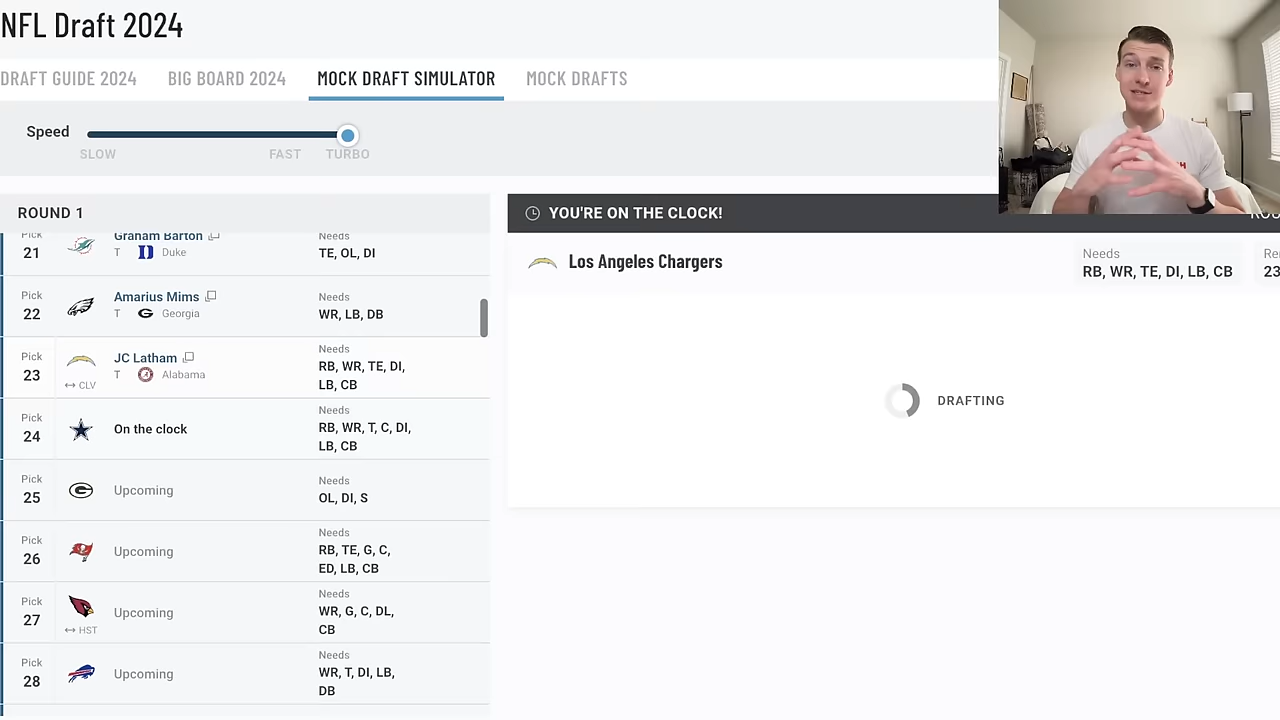 NFL Draft 2024
DRAFT GUIDE 2024
BIG BOARD 2024
MOCK DRAFT SIMULATOR
MOCK DRAFTS
Speed
SLOW
FAST
TURBO
ROUND 1
Pick
21
Graham Barton
T
Duke
Needs
TE, OL, DI
Pick
22
Amarius Mims
T
Georgia
Needs
WR, LB, DB
Pick
23
CLV
JC Latham
T
Alabama
Needs
RB, WR, TE, DI,
LB, CB
Pick
24
On the clock
Needs
RB, WR, T, C, DI,
LB, CB
Pick
25
Upcoming
Needs
OL, DI, S
Pick
26
Upcoming
Needs
RB, TE, G, C,
ED, LB, CB
Pick
27
HST
Upcoming
Needs
WR, G, C, DL,
CB
Pick
28
Upcoming
Needs
WR, T, DI, LB,
DB
YOU'RE ON THE CLOCK!
Los Angeles Chargers
Needs
RB, WR, TE, DI, LB, CB
23
DRAFTING